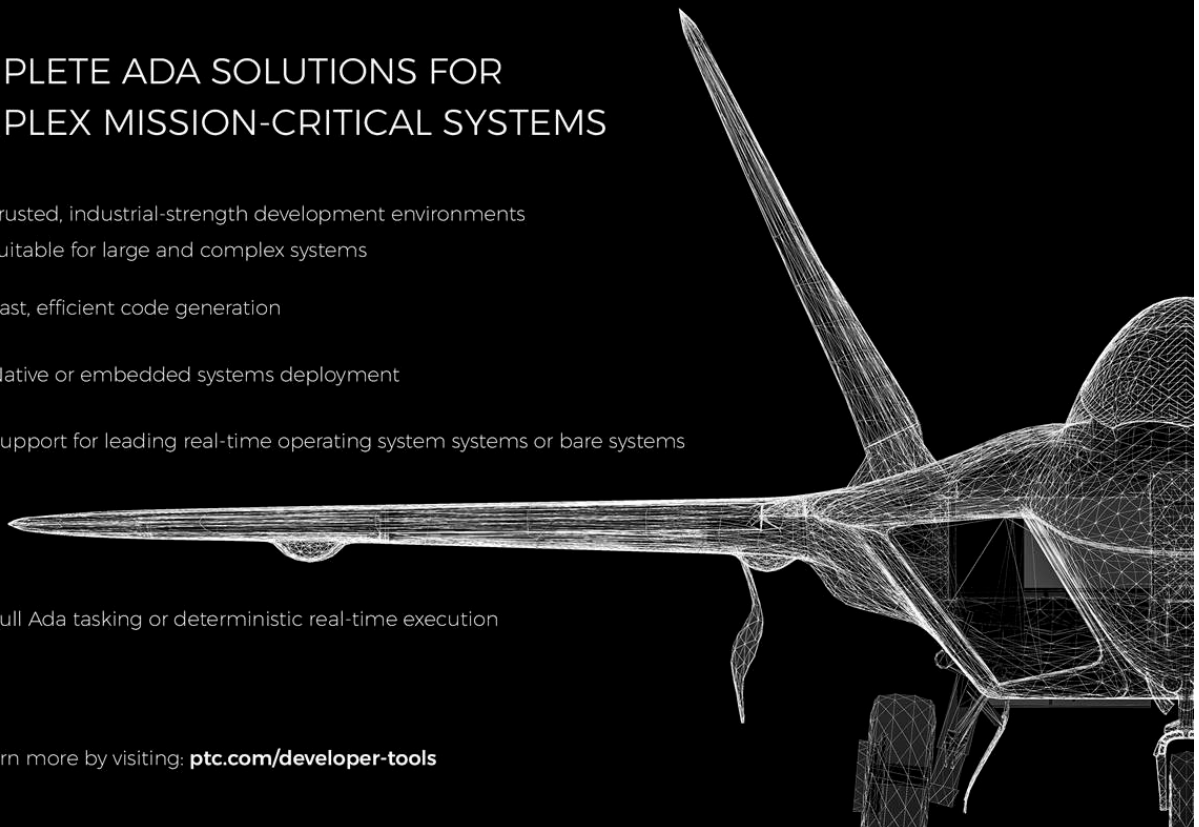 PLETE ADA SOLUTIONS FOR
PLEX MISSION-CRITICAL SYSTEMS
rusted, industrial-strength development environments
uitable for large and complex systems
ast, efficient code generation
Native or embedded systems deployment
upport for leading real-time operating system systems or bare systems
ull Ada tasking or deterministic real-time execution
rn more by visiting: ptc.com/developer-tools